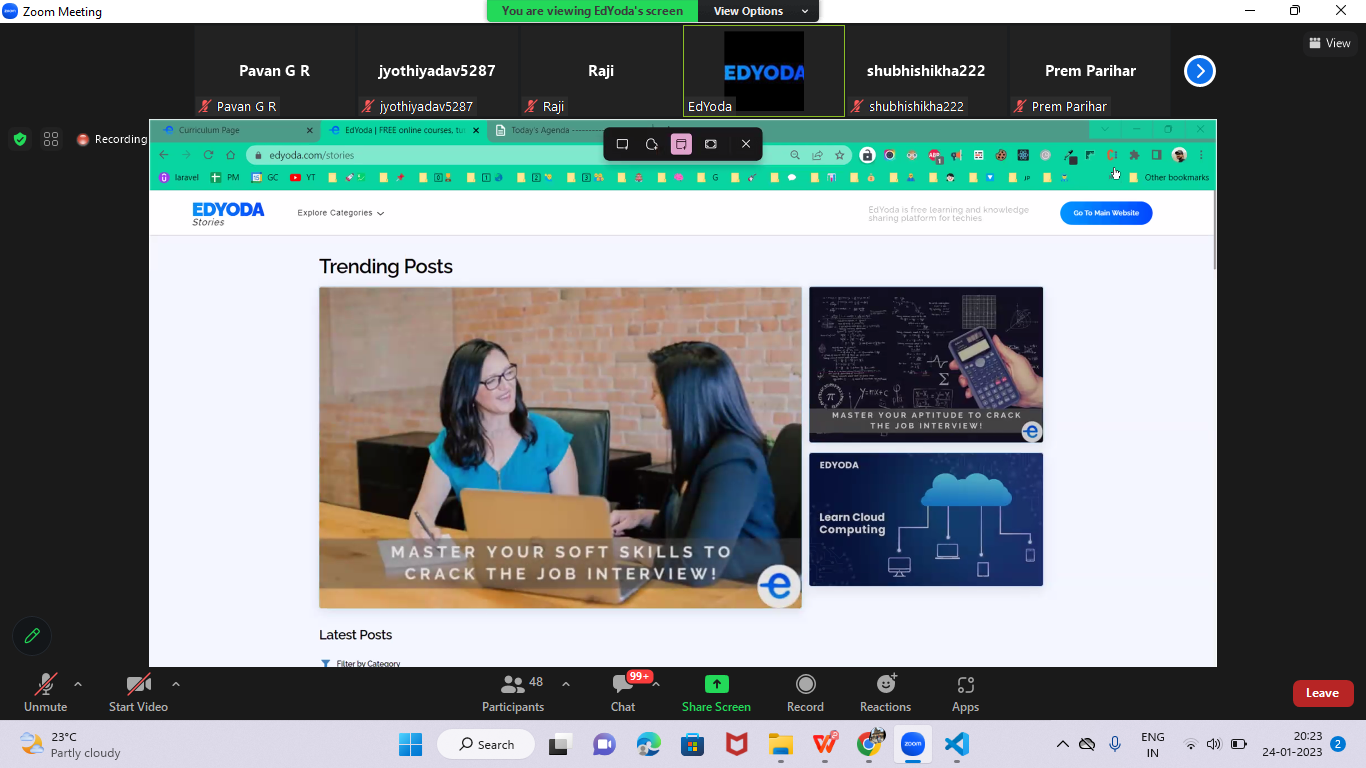 Zoom Meeting
You are viewing EdYoda's screen
View Options
Pavan G R
jyothiyadav5287
Raji
EDYODA
shubhishikha222
Prem Parihar
View
Pavan G R
jyothiyadav5287
Raji
EdYoda
shubhishikha222
Prem Parihar
Recording
Curriculum Page
EdYoda | FREE online courses, tu
Today's Agenda
edyoda.com/stories
laravel
PM
GC
YT
G
JP
Other bookmarks
EDYODA
Stories
Explore Categories
EdYoda is free learning and knowledge
sharing platform for techies
Go To Main Website
Trending Posts
MASTER YOUR SOFT SKILLS TO
CRACK THE JOB INTERVIEW!
MASTER YOUR APTITUDE TO CRACK
THE JOB INTERVIEW!
EDYODA
Learn Cloud
Computing
Latest Posts
Filter by Category
Unmute
Start Video
48
Participants
99+
Chat
Share Screen
Record
Reactions
Apps
Leave
23°C
Partly cloudy
Search
zoom
ENG
IN
20:23
24-01-2023
2